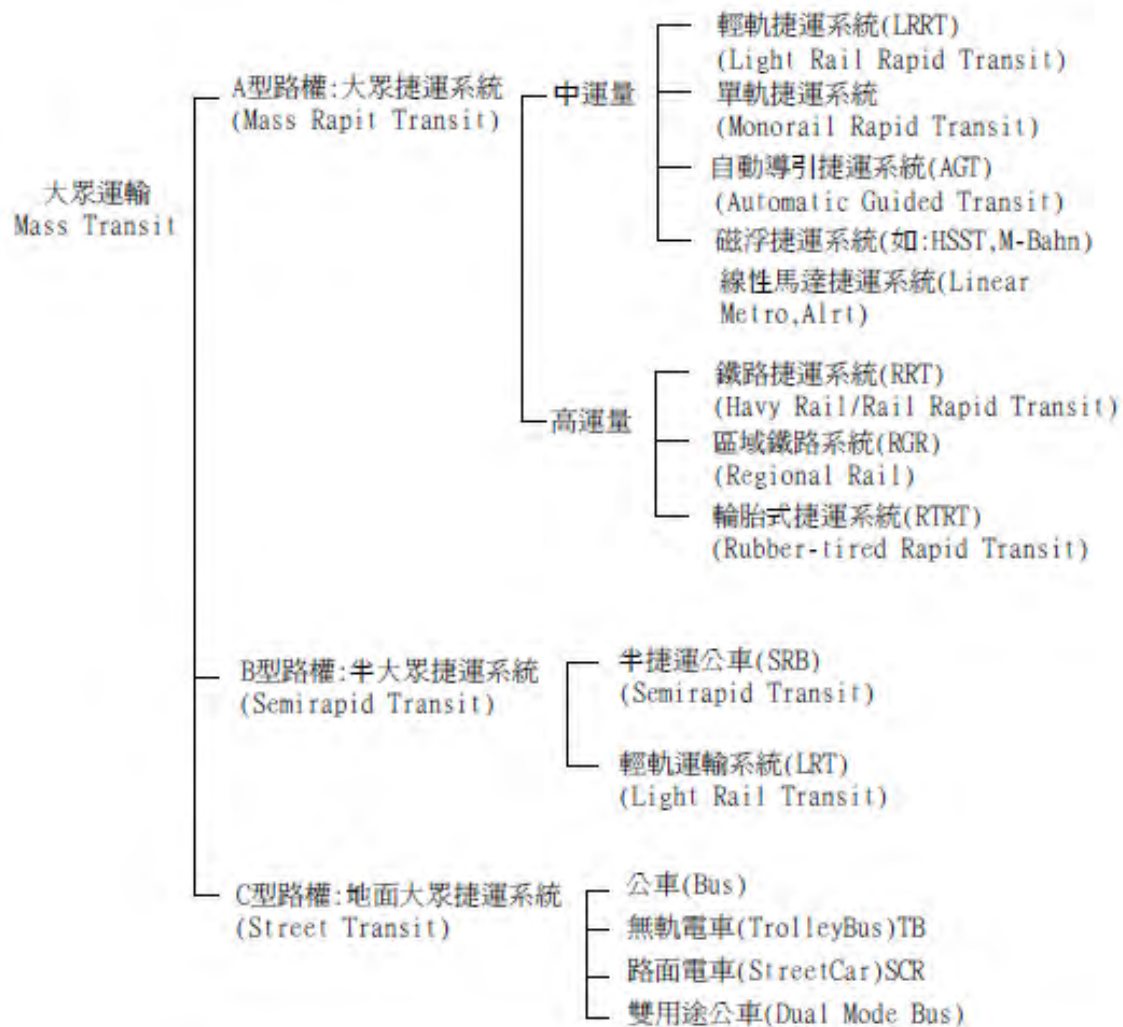 大眾運輸
Mass Transit
A型路權:大眾捷運系統
(Mass Rapit Transit)
中運量
輕軌捷運系統(LRRT)
(Light Rail Rapid Transit)
單軌捷運系統
(Monorail Rapid Transit)
自動導引捷運系統(AGT)
(Automatic Guided Transit)
磁浮捷運系統(如:HSST,M-Bahn)
線性馬達捷運系統(Linear
Metro,Alrt)
高運量
鐵路捷運系統(RRT)
(Havy Rail/Rail Rapid Transit)
區域鐵路系統(RGR)
(Regional Rail)
輪胎式捷運系統(RTRT)
(Rubber-tired Rapid Transit)
B型路權:半大眾捷運系統
(Semirapid Transit)
半捷運公車(SRB)
(Semirapid Transit)
輕軌運輸系統(LRT)
(Light Rail Transit)
C型路權:地面大眾捷運系統
(Street Transit)
公車(Bus)
無軌電車(TrolleyBus)TB
路面電車(StreetCar)SCR
雙用途公車(Dual Mode Bus)